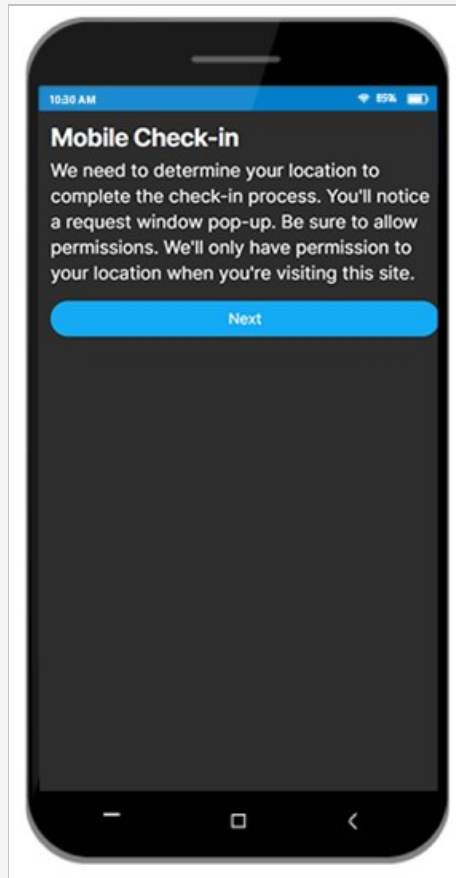 10:30 AM 85%
Mobile Check-in
We need to determine your location to
complete the check-in process. You'll notice
a request window pop-up. Be sure to allow
permissions. We'll only have permission to
your location when you're visiting this site.
Next